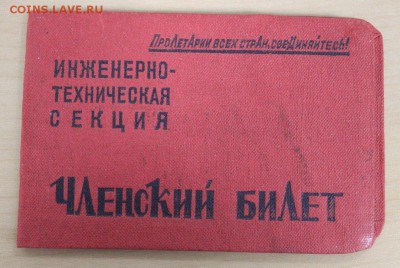 COINS.LAVE.RU
ПРОЛЕТАРИИ ВСЕХ СТРАН, СОЕДИНЯЙТЕСЬ!
ИНЖЕНЕРНО-
ТЕХНИЧЕСКАЯ
СЕКЦИЯ
ЧЛЕНСКИЙ БИЛЕТ